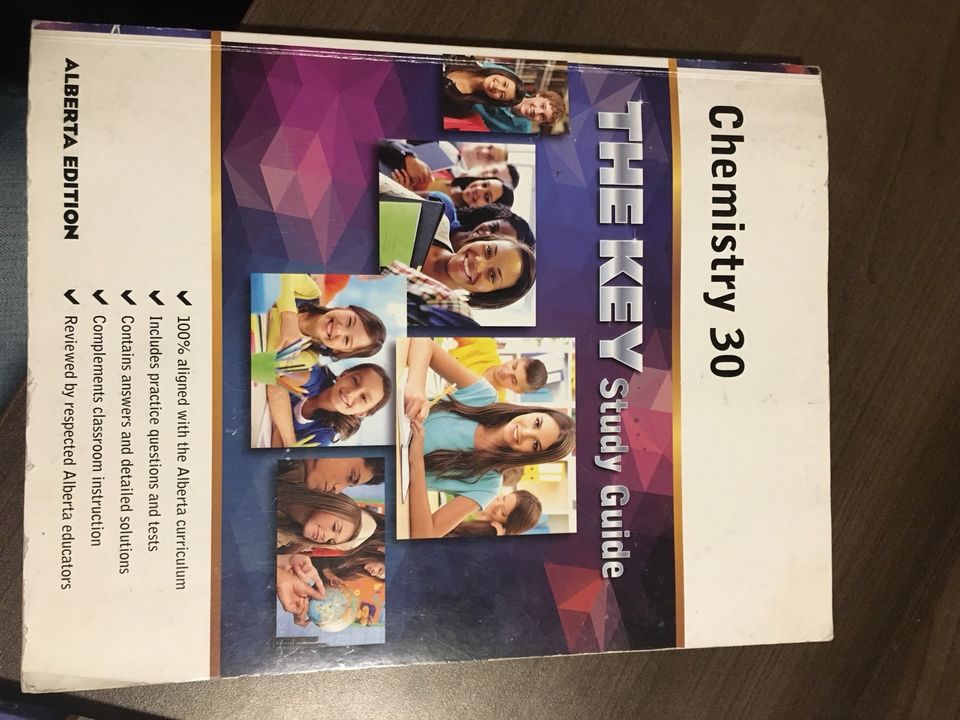 Chemistry 30
THE KEY Study Guide
ALBERTA EDITION
✔ 100% aligned with the Alberta curriculum
✔ Includes practice questions and tests
✔ Contains answers and detailed solutions
✔ Complements classroom instruction
✔ Reviewed by respected Alberta educators